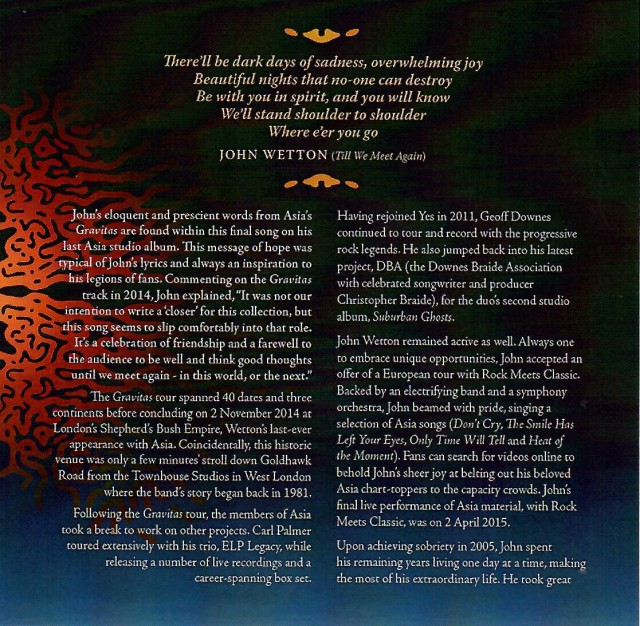 There'll be dark days of sadness, overwhelming joy
Beautiful nights that no-one can destroy
Be with you in spirit, and you will know
We'll stand shoulder to shoulder
Where e'er you go
JOHN WETTON (Till We Meet Again)
John's eloquent and prescient words from Asia's
Gravitas are found within this final song on his
last Asia studio album. This message of hope was
typical of John's lyrics and always an inspiration to
his legions of fans. Commenting on the Gravitas
track in 2014, John explained, "It was not our
intention to write a 'closer' for this collection, but
this song seems to slip comfortably into that role.
It's a celebration of friendship and a farewell to
the audience to be well and think good thoughts
until we meet again - in this world, or the next."
The Gravitas tour spanned 40 dates and three
continents before concluding on 2 November 2014 at
London's Shepherd's Bush Empire, Wetton's last-ever
appearance with Asia. Coincidentally, this historic
venue was only a few minutes' stroll down Goldhawk
Road from the Townhouse Studios in West London
where the band's story began back in 1981.
Following the Gravitas tour, the members of Asia
took a break to work on other projects. Carl Palmer
toured extensively with his trio, ELP Legacy, while
releasing a number of live recordings and a
career-spanning box set.
Having rejoined Yes in 2011, Geoff Downes
continued to tour and record with the progressive
rock legends. He also jumped back into his latest
project, DBA (the Downes Braide Association
with celebrated songwriter and producer
Christopher Braide), for the duo's second studio
album, Suburban Ghosts.
John Wetton remained active as well. Always one
to embrace unique opportunities, John accepted an
offer of a European tour with Rock Meets Classic.
Backed by an electrifying band and a symphony
orchestra, John beamed with pride, singing a
selection of Asia songs (Don't Cry, The Smile Has
Left Your Eyes, Only Time Will Tell and Heat of
the Moment). Fans can search for videos online to
behold John's sheer joy at belting out his beloved
Asia chart-toppers to the capacity crowds. John's
final live performance of Asia material, with Rock
Meets Classic, was on 2 April 2015.
Upon achieving sobriety in 2005, John spent
his remaining years living one day at a time, making
the most of his extraordinary life. He took great